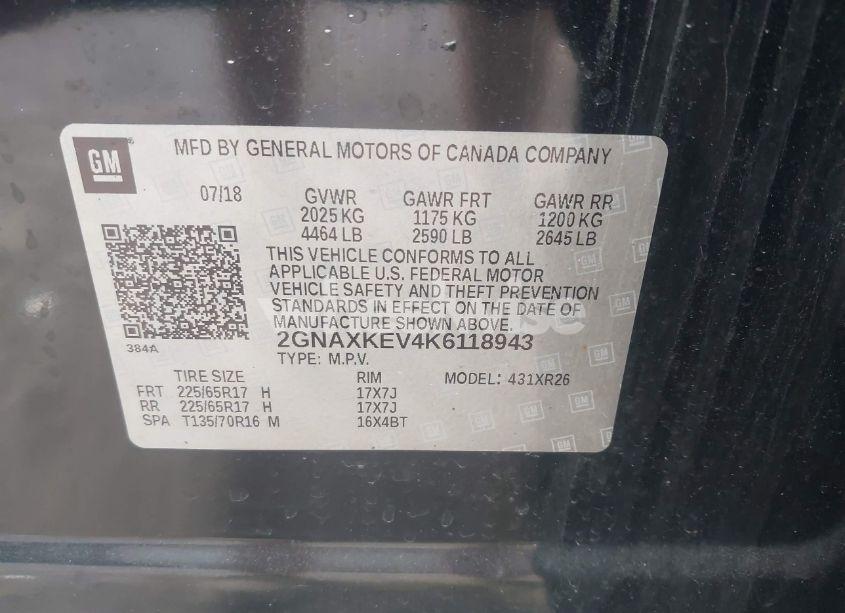 GM
MFD BY GENERAL MOTORS OF CANADA COMPANY
07/18 GVWR GAWR FRT GAWR RR
2025 KG 1175 KG 1200 KG
4464 LB 2590 LB 2645 LB
THIS VEHICLE CONFORMS TO ALL
APPLICABLE U.S. FEDERAL MOTOR
VEHICLE SAFETY AND THEFT PREVENTION
STANDARDS IN EFFECT ON THE DATE OF
MANUFACTURE SHOWN ABOVE.
384A
2GNAXKEV4K6118943
TYPE: M.P.V.
TIRE SIZE RIM MODEL: 431XR26
FRT 225/65R17 H 17X7J
RR 225/65R17 H 17X7J
SPA T135/70R16 M 16X4BT